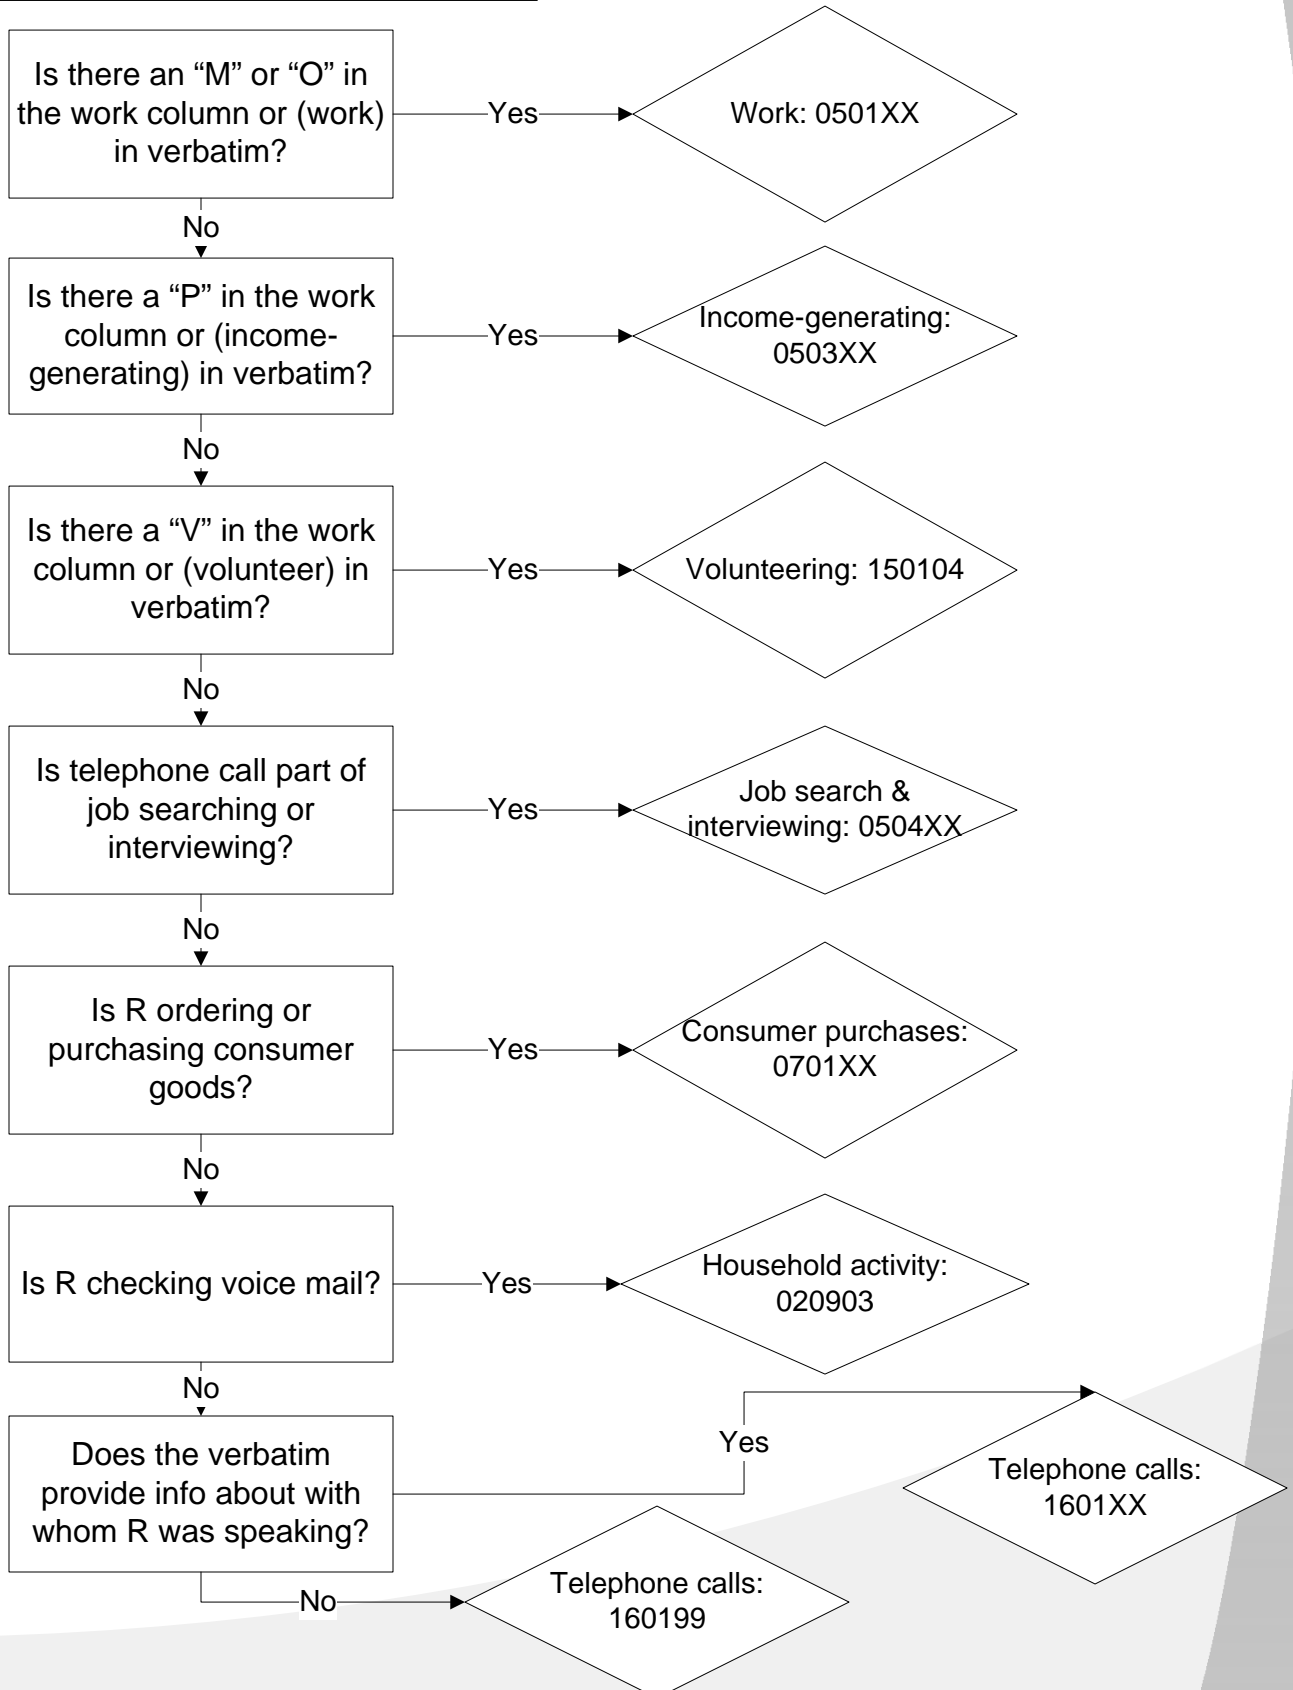 Is there an “M” or “O” in
the work column or (work)
in verbatim?
Yes
Work: 0501XX
No
Is there a “P” in the work
column or (income-
generating) in verbatim?
Yes
Income-generating:
0503XX
No
Is there a “V” in the work
column or (volunteer) in
verbatim?
Yes
Volunteering: 150104
No
Is telephone call part of
job searching or
interviewing?
Yes
Job search &
interviewing: 0504XX
No
Is R ordering or
purchasing consumer
goods?
Yes
Consumer purchases:
0701XX
No
Is R checking voice mail?
Yes
Household activity:
020903
No
Does the verbatim
provide info about with
whom R was speaking?
Yes
Telephone calls:
1601XX
No
Telephone calls:
160199